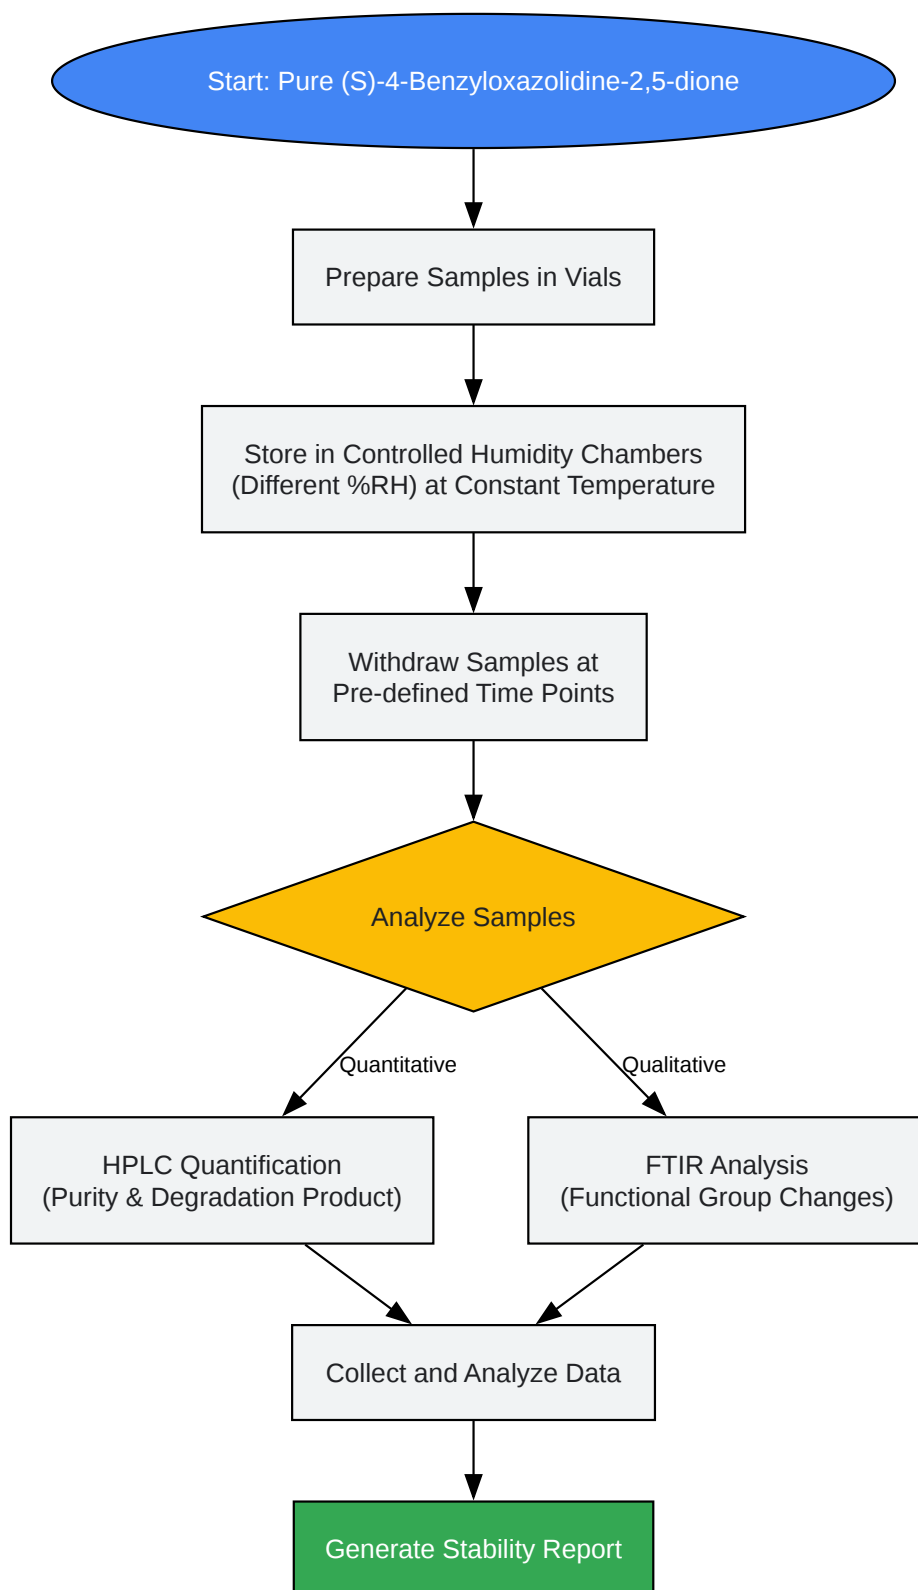 Start: Pure (S)-4-Benzyloxazolidine-2,5-dione
Prepare Samples in Vials
Store in Controlled Humidity Chambers
(Different %RH) at Constant Temperature
Withdraw Samples at
Pre-defined Time Points
Analyze Samples
Quantitative
Qualitative
HPLC Quantification
(Purity & Degradation Product)
FTIR Analysis
(Functional Group Changes)
Collect and Analyze Data
Generate Stability Report